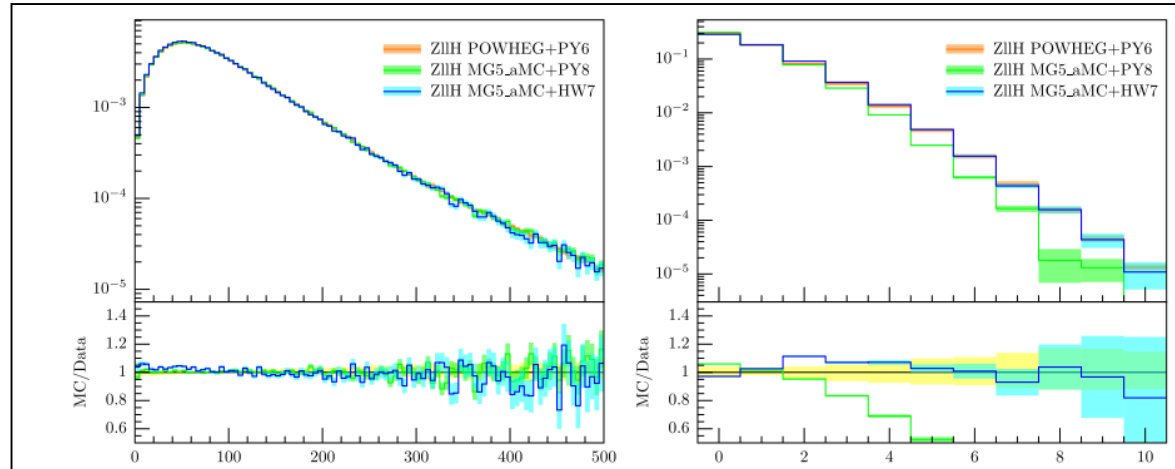 10⁻³
10⁻⁴
10⁻⁵
ZllH POWHEG+PY6
ZllH MG5_aMC+PY8
ZllH MG5_aMC+HW7
MC/Data
1.4
1.2
1
0.8
0.6
0 100 200 300 400 500
10⁻¹
10⁻²
10⁻³
10⁻⁴
10⁻⁵
ZllH POWHEG+PY6
ZllH MG5_aMC+PY8
ZllH MG5_aMC+HW7
MC/Data
1.4
1.2
1
0.8
0.6
0 2 4 6 8 10